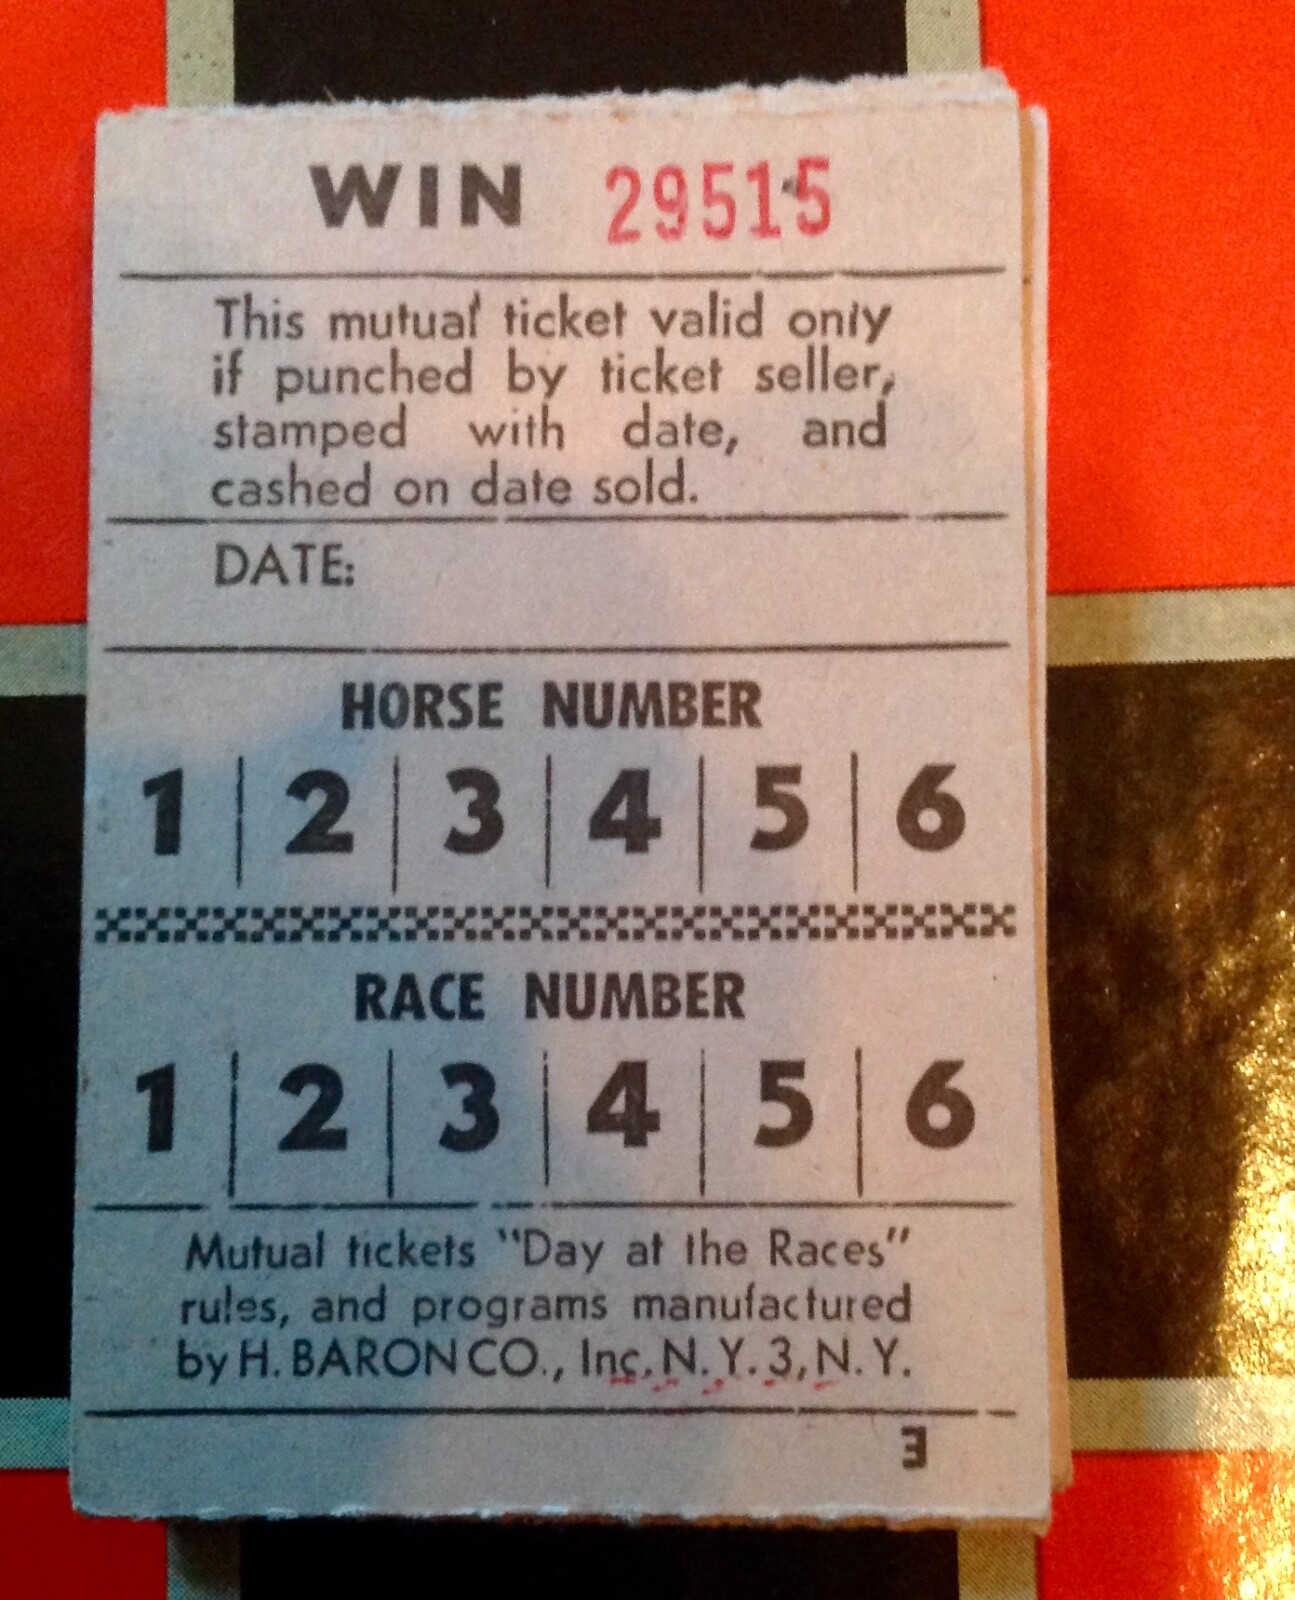 WIN 29515
This mutual ticket valid only
if punched by ticket seller,
stamped with date, and
cashed on date sold.
DATE:
HORSE NUMBER
1 2 3 4 5 6
RACE NUMBER
1 2 3 4 5 6
Mutual tickets "Day at the Races"
rules, and programs manufactured
by H. BARON CO., Inc. N. Y. 3, N. Y.
3